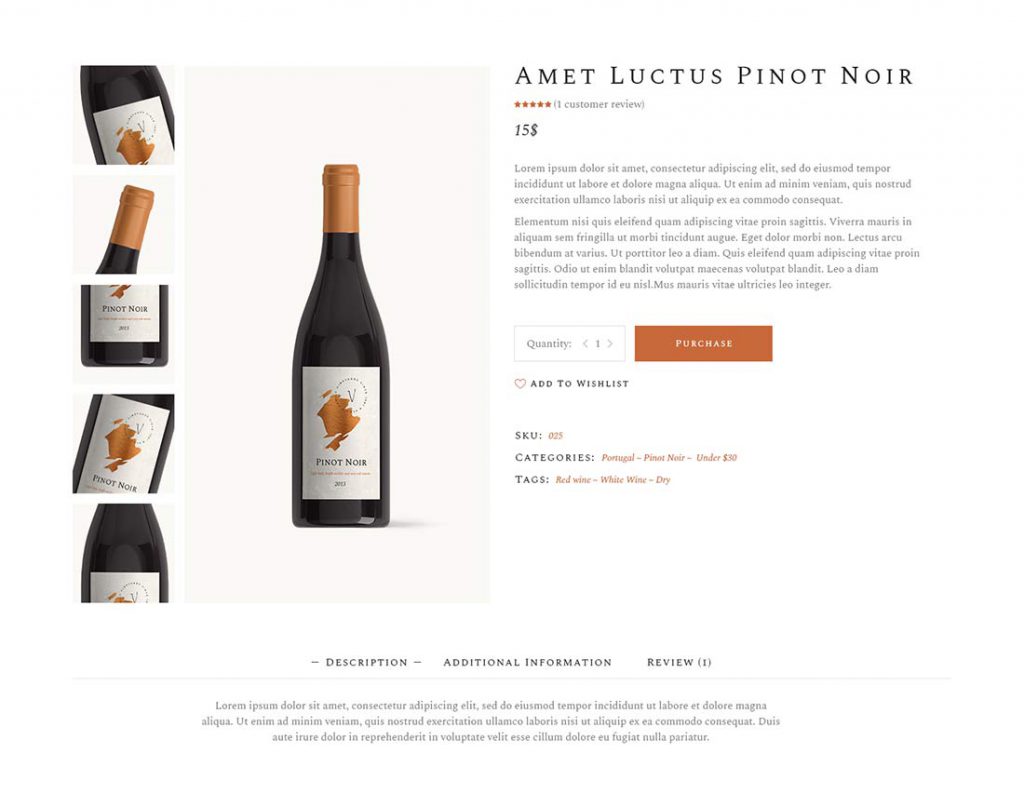 Amet Luctus Pinot Noir
(1 customer review)
15$
Lorem ipsum dolor sit amet, consectetur adipiscing elit, sed do eiusmod tempor
incididunt ut labore et dolore magna aliqua. Ut enim ad minim veniam, quis nostrud
exercitation ullamco laboris nisi ut aliquip ex ea commodo consequat.
Elementum nisi quis eleifend quam adipiscing vitae proin sagittis. Viverra mauris in
aliquam sem fringilla ut morbi tincidunt augue. Eget dolor morbi non. Lectus arcu
bibendum at varius. Ut porttitor leo a diam. Quis eleifend quam adipiscing vitae proin
sagittis. Odio ut enim blandit volutpat maecenas volutpat blandit. Leo a diam
sollicitudin tempor id eu nisl.Mus mauris vitae ultricies leo integer.
Quantity: < 1 >
Purchase
Add To Wishlist
SKU: 025
Categories: Portugal – Pinot Noir – Under $30
Tags: Red wine – White Wine – Dry
V
Pinot Noir
2015
V
Pinot Noir
V
V
Pinot Noir
2015
– Description –
Additional Information
Review (1)
Lorem ipsum dolor sit amet, consectetur adipiscing elit, sed do eiusmod tempor incididunt ut labore et dolore magna
aliqua. Ut enim ad minim veniam, quis nostrud exercitation ullamco laboris nisi ut aliquip ex ea commodo consequat. Duis
aute irure dolor in reprehenderit in voluptate velit esse cillum dolore eu fugiat nulla pariatur.